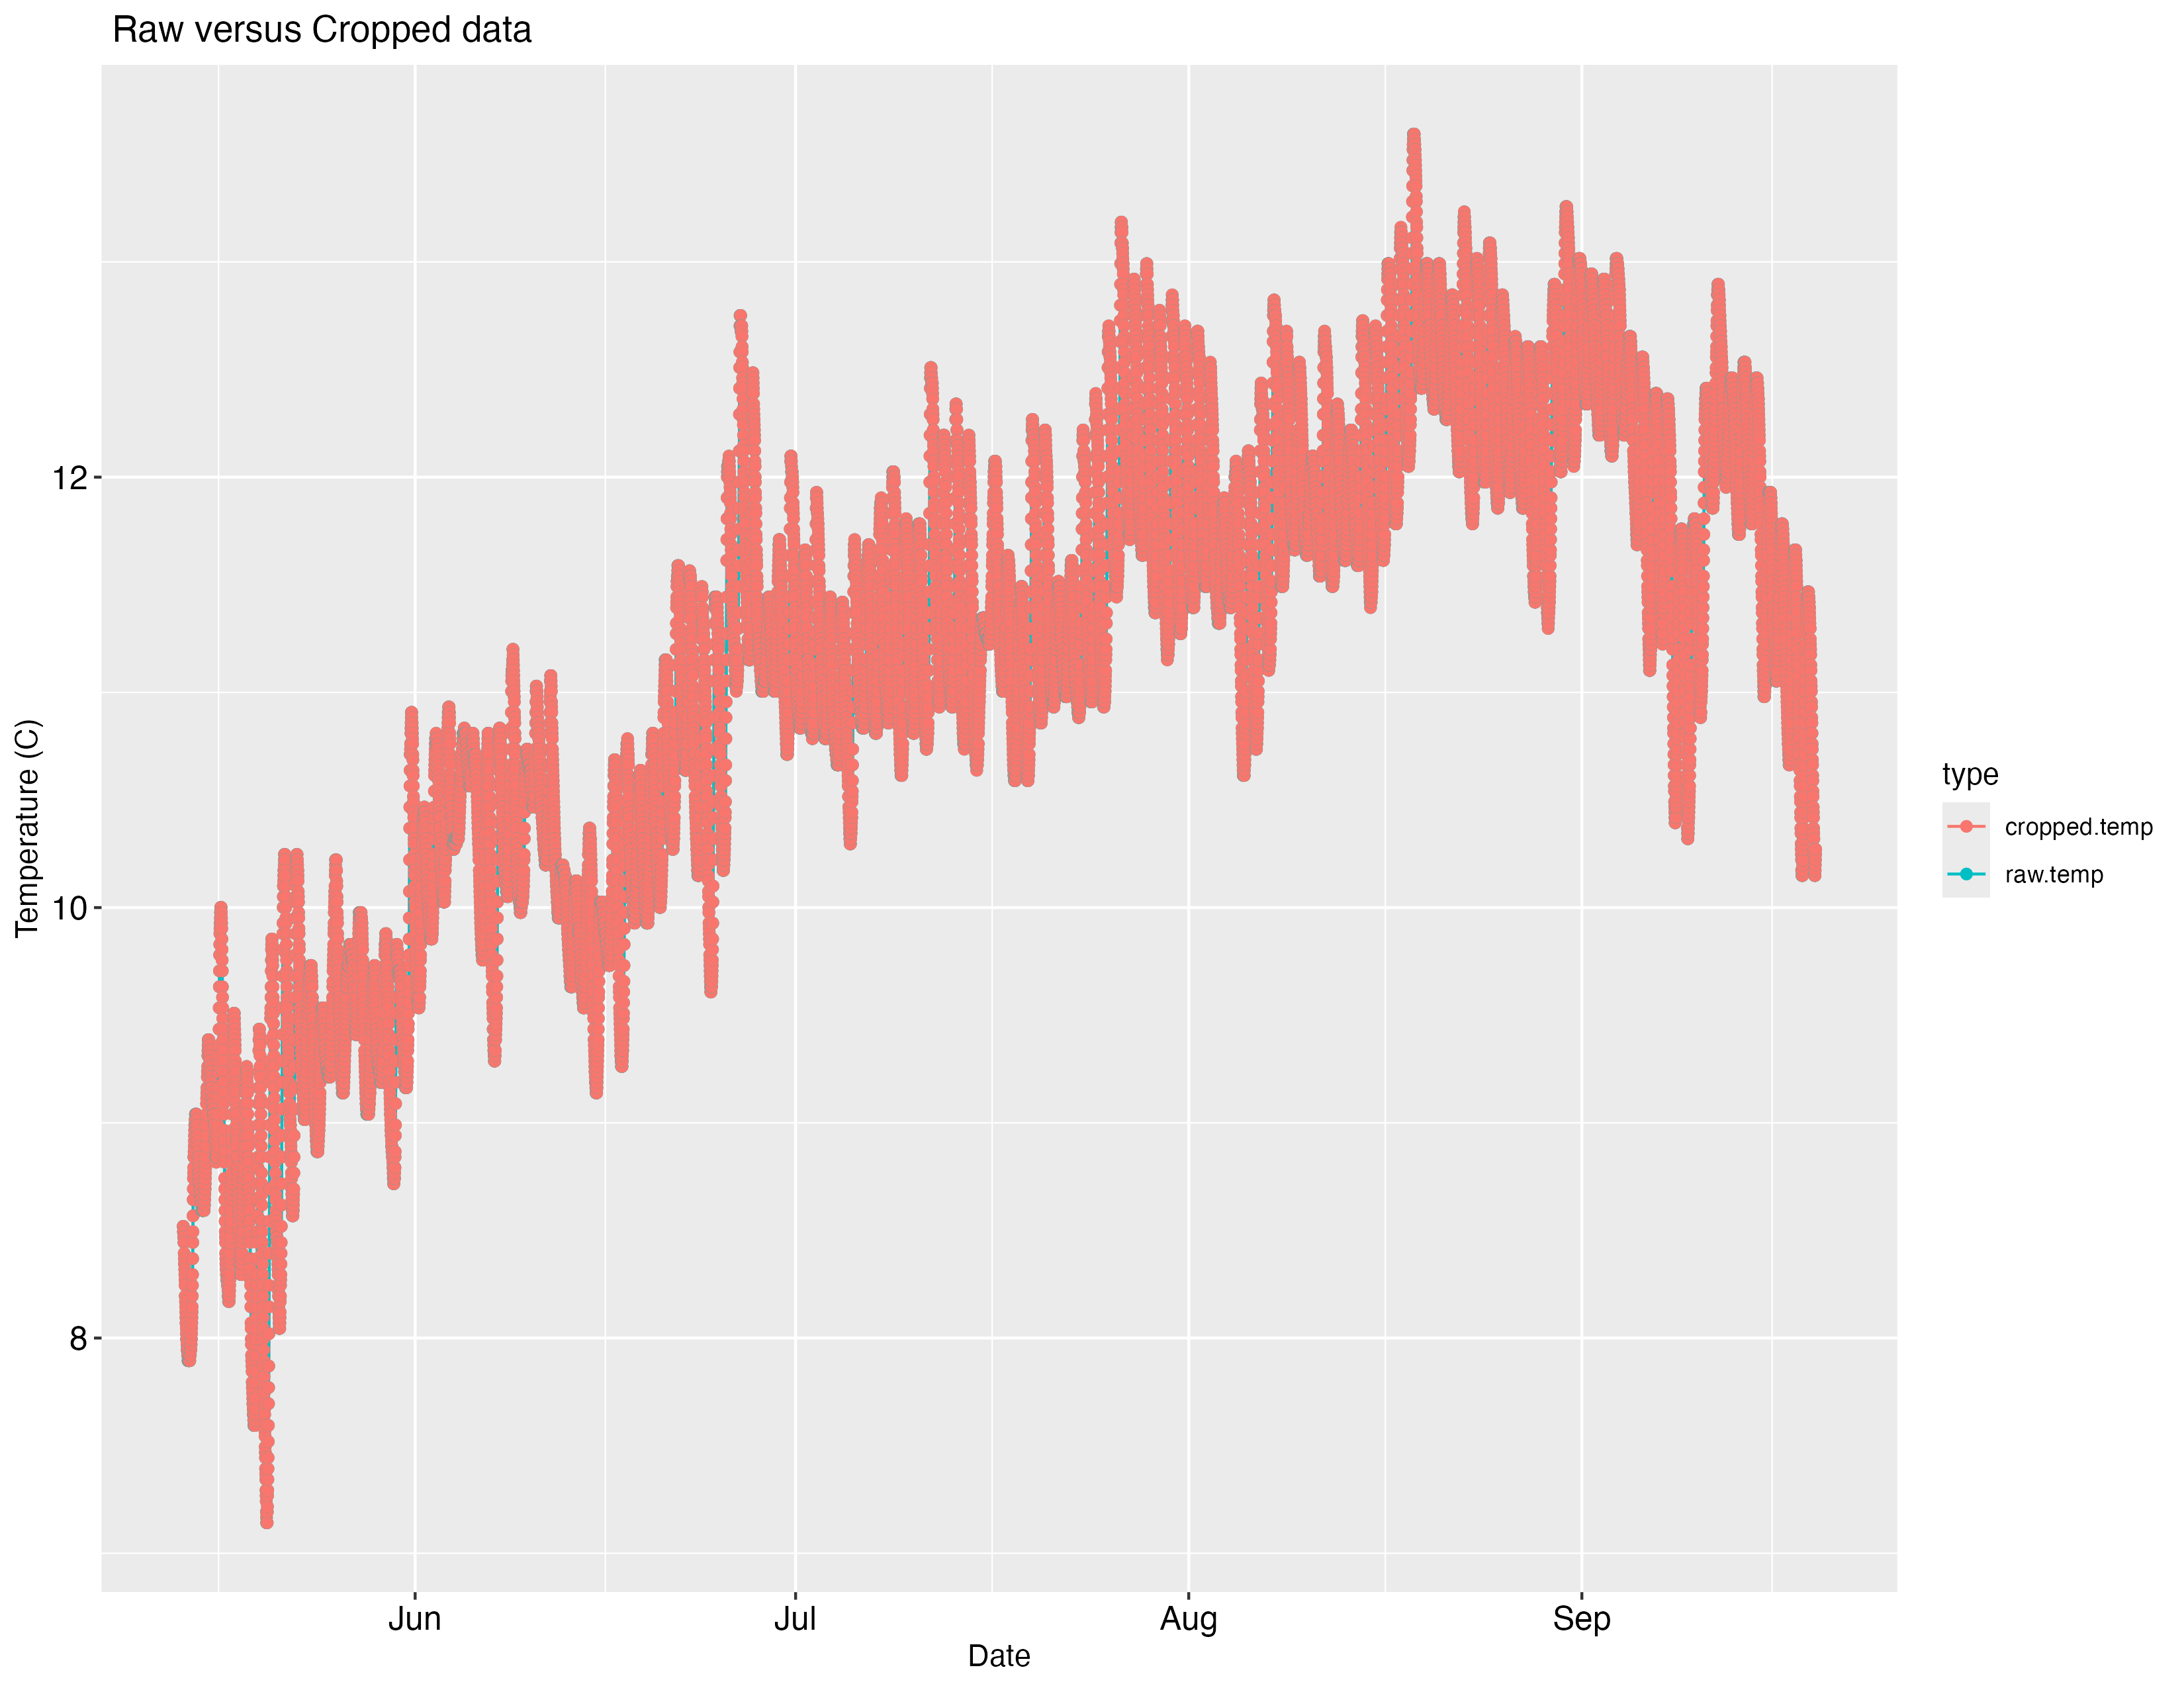 Raw versus Cropped data
12
10
8
Temperature (C)
Jun
Jul
Aug
Sep
Date
type
cropped.temp
raw.temp